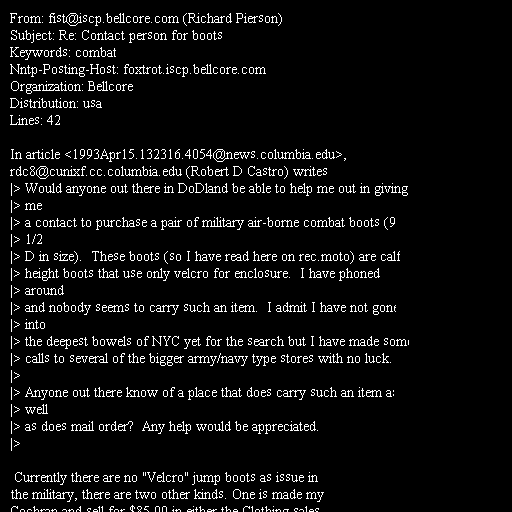 From: fist@iscp.bellcore.com (Richard Pierson)
Subject: Re: Contact person for boots
Keywords: combat
Nntp-Posting-Host: foxtrot.iscp.bellcore.com
Organization: Bellcore
Distribution: usa
Lines: 42

In article <1993Apr15.132316.4054@news.columbia.edu>,
rdc8@cunixf.cc.columbia.edu (Robert D Castro) writes
|> Would anyone out there in DoDland be able to help me out in giving
|> me
|> a contact to purchase a pair of military air-borne combat boots (9
|> 1/2
|> D in size).  These boots (so I have read here on rec.moto) are calf
|> height boots that use only velcro for enclosure.  I have phoned
|> around
|> and nobody seems to carry such an item.  I admit I have not gone
|> into
|> the deepest bowels of NYC yet for the search but I have made some
|> calls to several of the bigger army/navy type stores with no luck.
|>
|> Anyone out there know of a place that does carry such an item as
|> well
|> as does mail order?  Any help would be appreciated.
|>

Currently there are no "Velcro" jump boots as issue in
the military, there are two other kinds. One is made my
Cochran and sell for $85.00 in either the Clothing sales